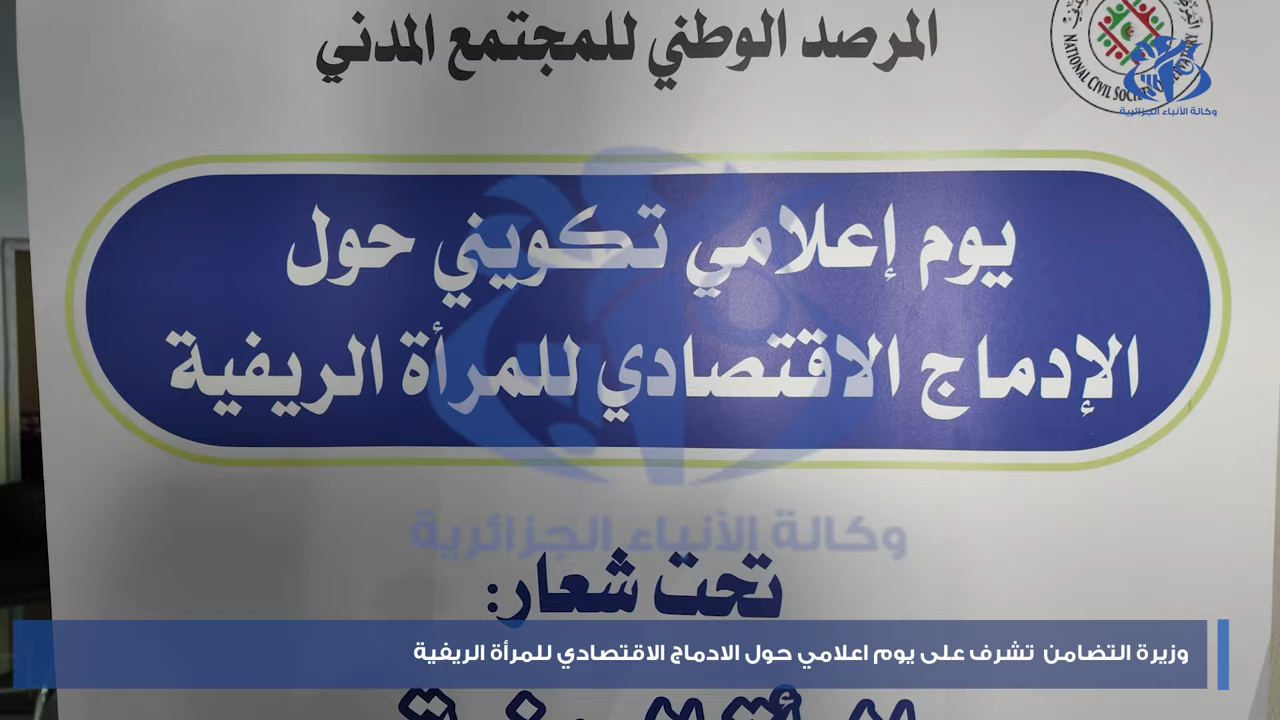 المرصد الوطني للمجتمع المدني
NATIONAL CIVIL
وكالة الأنباء الجزائرية
يوم إعلامي تكويني حول
الإدماج الاقتصادي للمرأة الريفية
وكالة الأنباء الجزائرية
تحت شعار:
وزيرة التضامن تشرف على يوم اعلامي حول الادماج الاقتصادي للمرأة الريفية